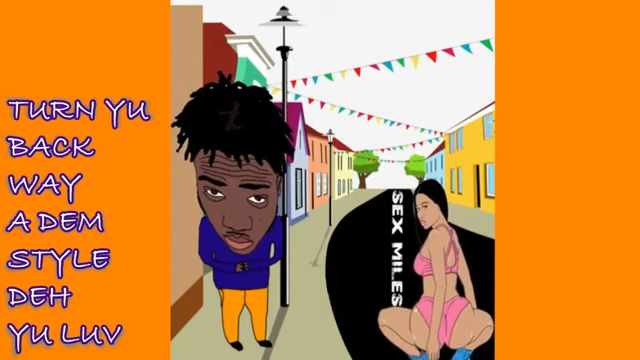 TURN YU
BACK
WAY
A DEM
STYLE
DEH
YU LUV
SEX MILES